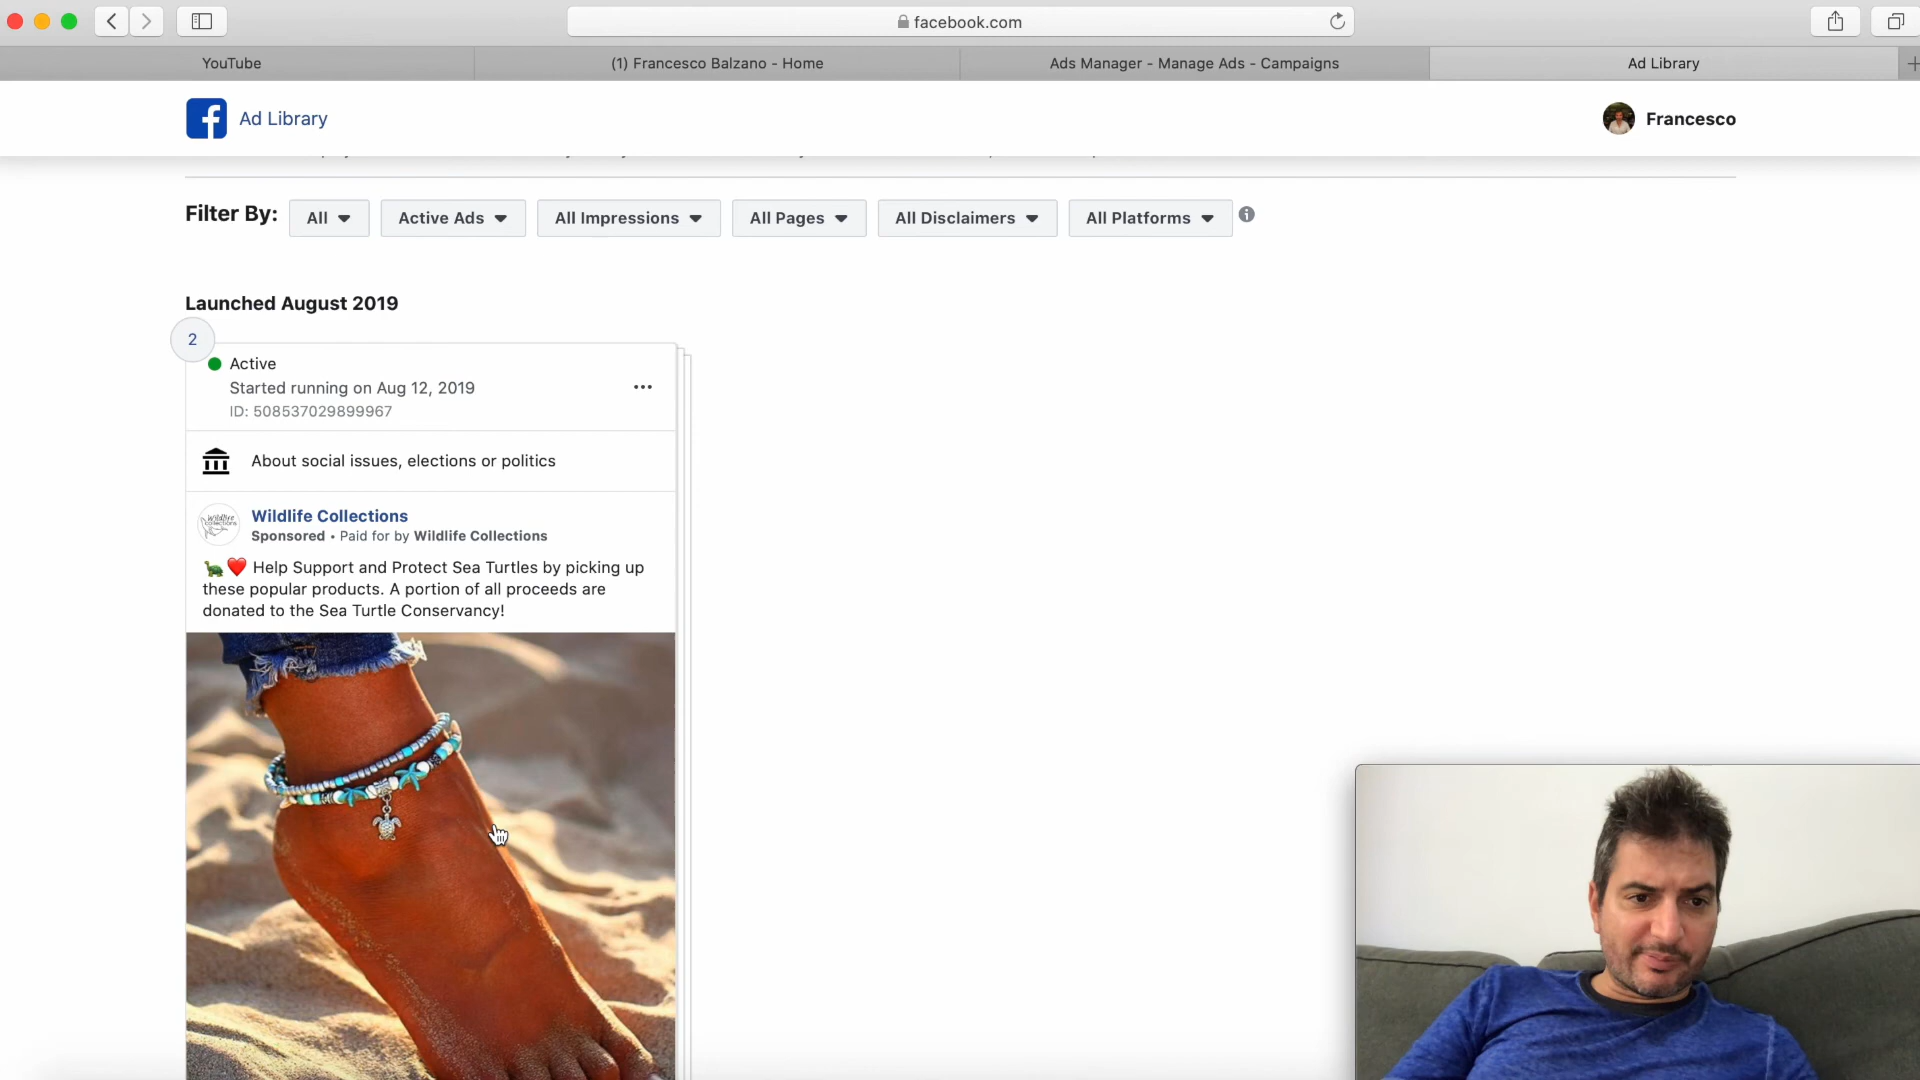 facebook.com
YouTube
(1) Francesco Balzano - Home
Ads Manager - Manage Ads - Campaigns
Ad Library
Ad Library
Francesco
Filter By:
All
Active Ads
All Impressions
All Pages
All Disclaimers
All Platforms
Launched August 2019
2
Active
Started running on Aug 12, 2019
ID: 508537029899967
About social issues, elections or politics
Wildlife Collections
Sponsored • Paid for by Wildlife Collections
🐢❤️ Help Support and Protect Sea Turtles by picking up
these popular products. A portion of all proceeds are
donated to the Sea Turtle Conservancy!